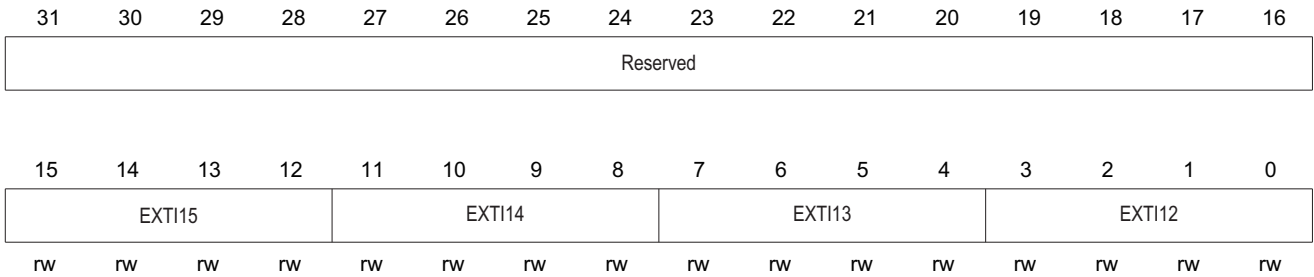 31 30 29 28 27 26 25 24 23 22 21 20 19 18 17 16
Reserved
15 14 13 12 11 10 9 8 7 6 5 4 3 2 1 0
EXTI15 EXTI14 EXTI13 EXTI12
rw rw rw rw rw rw rw rw rw rw rw rw rw rw rw rw